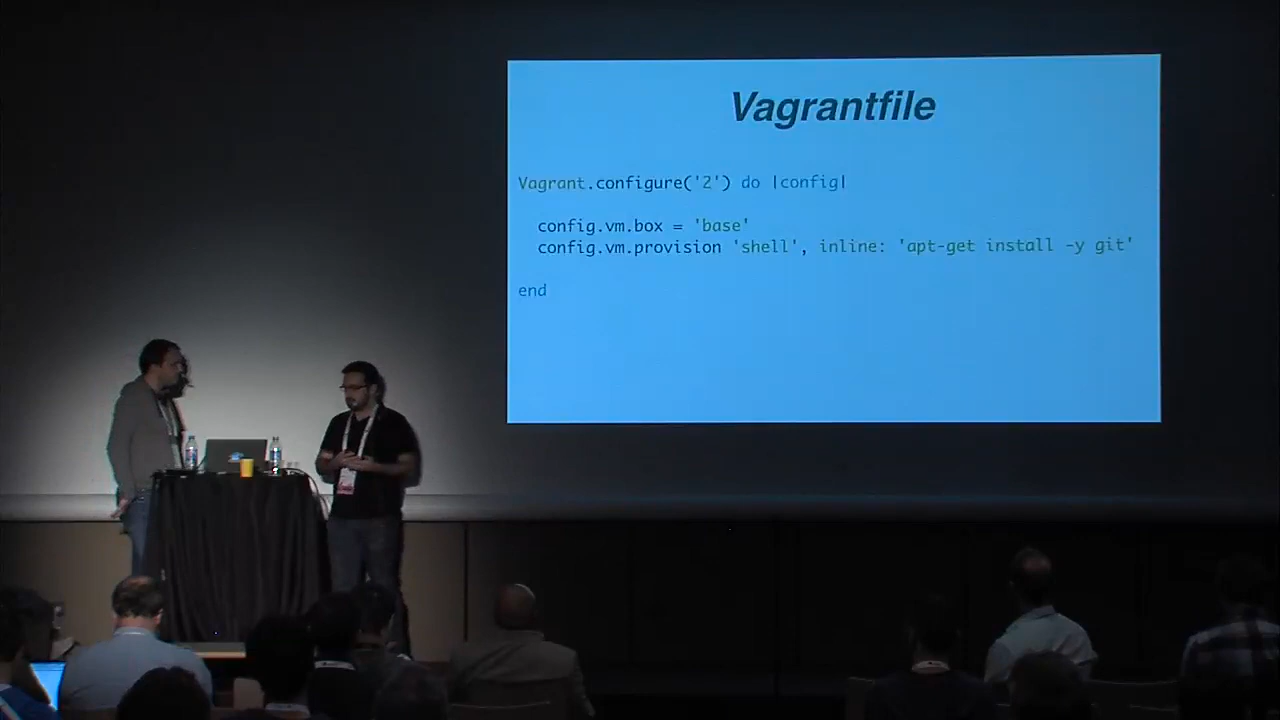 Vagrantfile
Vagrant.configure('2') do |config|
config.vm.box = 'base'
config.vm.provision 'shell', inline: 'apt-get install -y git'
end